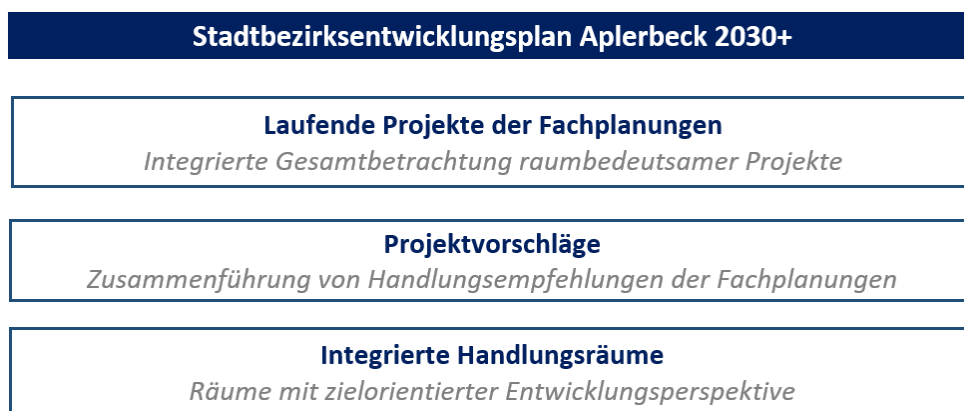 Stadtbezirksentwicklungsplan Aplerbeck 2030+
Laufende Projekte der Fachplanungen
Integrierte Gesamtbetrachtung raumbedeutsamer Projekte
Projektvorschläge
Zusammenführung von Handlungsempfehlungen der Fachplanungen
Integrierte Handlungsräume
Räume mit zielorientierter Entwicklungsperspektive